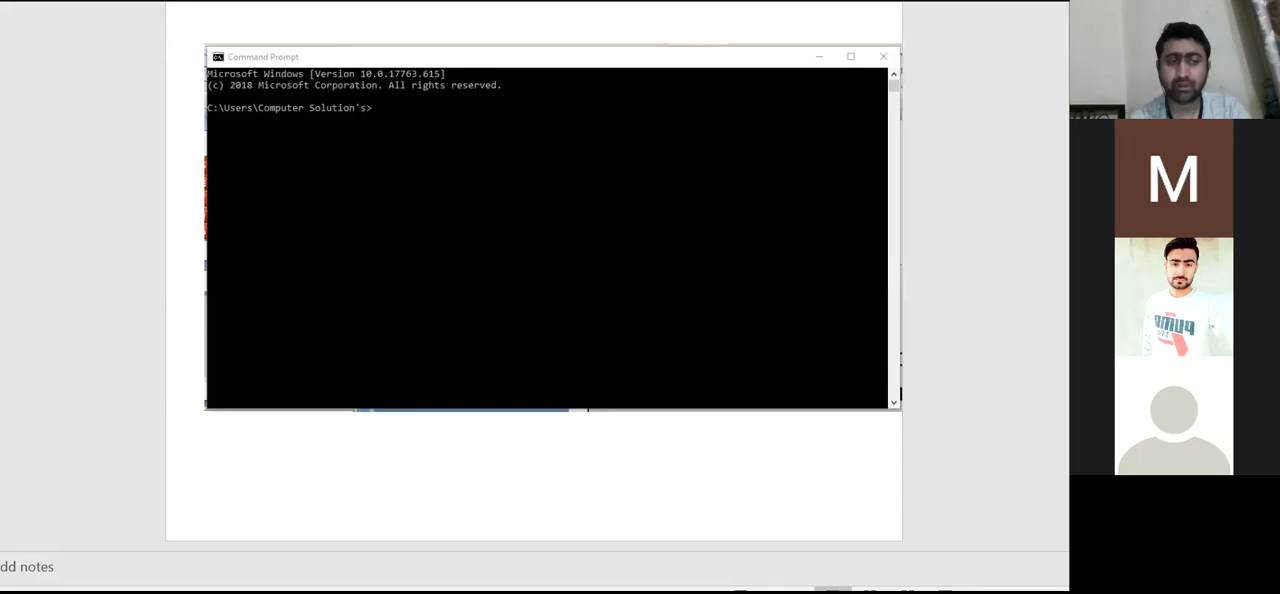 Command Prompt
Microsoft Windows [Version 10.0.17763.615]
(c) 2018 Microsoft Corporation. All rights reserved.
C:\Users\Computer Solution's>
M
dd notes